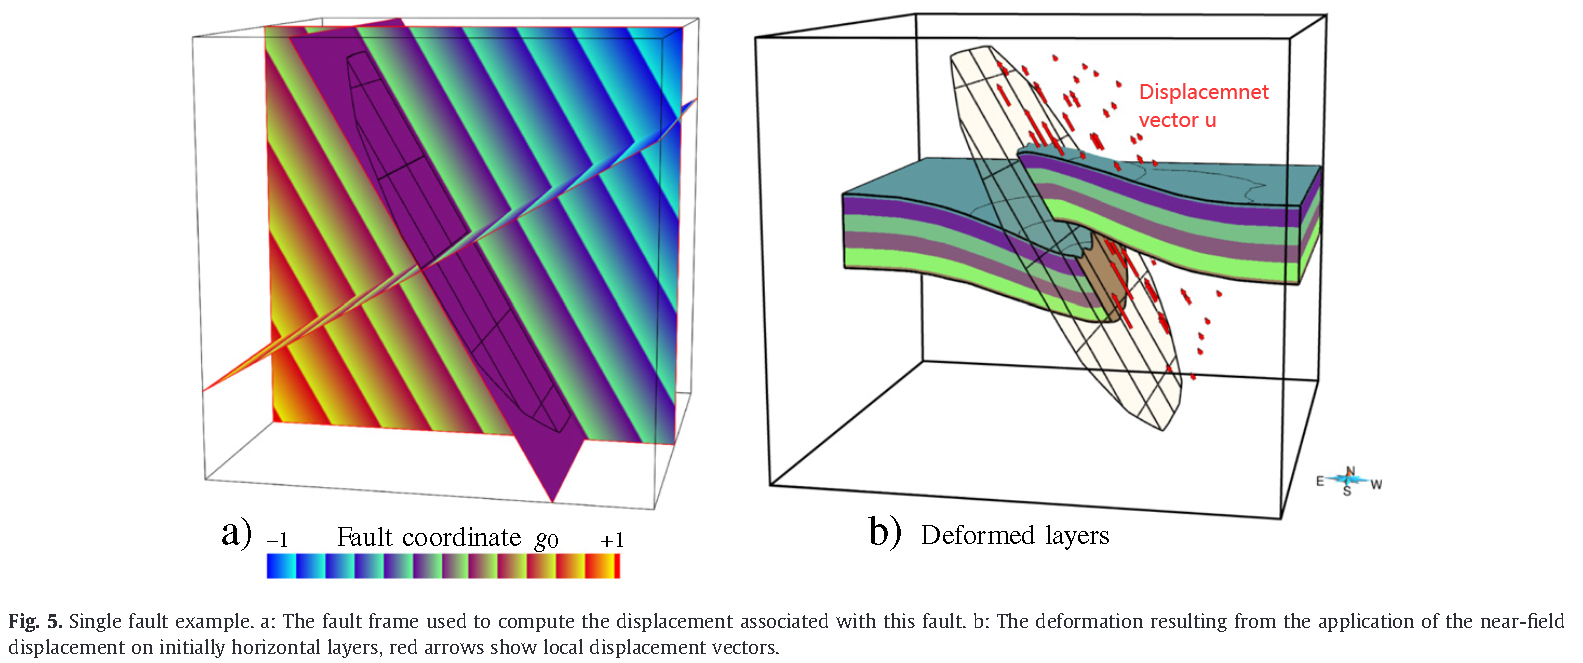 Displacemnet
vector u
E N S W
a) −1 Fault coordinate g0 +1
b) Deformed layers
Fig. 5. Single fault example. a: The fault frame used to compute the displacement associated with this fault. b: The deformation resulting from the application of the near-field
displacement on initially horizontal layers, red arrows show local displacement vectors.